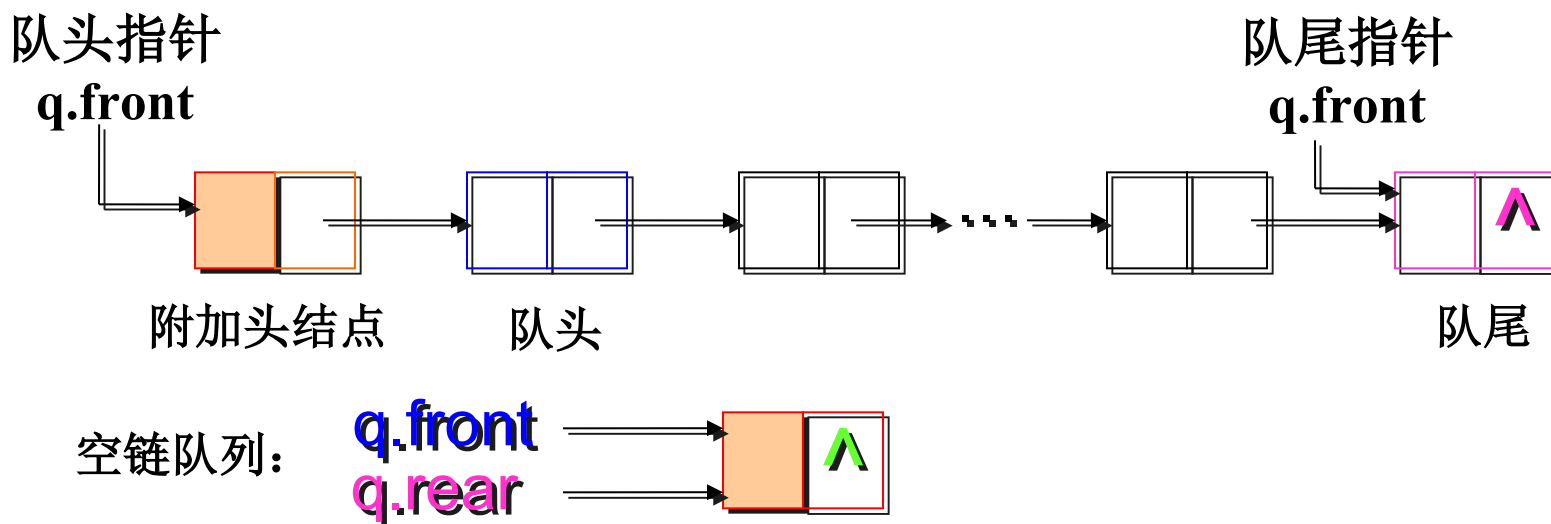 队头指针
q.front
队尾指针
q.front
∧
附加头结点
队头
队尾
空链队列：
q.front
q.rear
∧